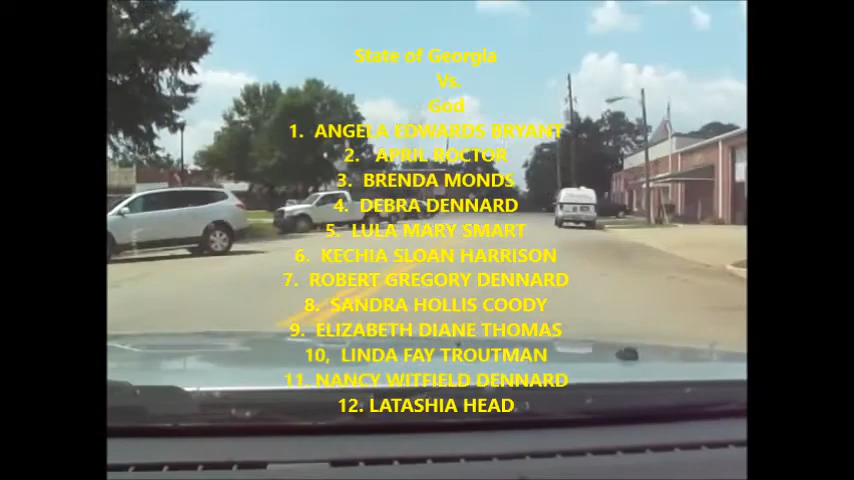 State of Georgia
Vs.
God
1. ANGELA EDWARDS BRYANT
2. APRIL ROCTOR
3. BRENDA MONDS
4. DEBRA DENNARD
5. LULA MARY SMART
6. KECHIA SLOAN HARRISON
7. ROBERT GREGORY DENNARD
8. SANDRA HOLLIS COODY
9. ELIZABETH DIANE THOMAS
10, LINDA FAY TROUTMAN
11. NANCY WITFIELD DENNARD
12. LATASHIA HEAD